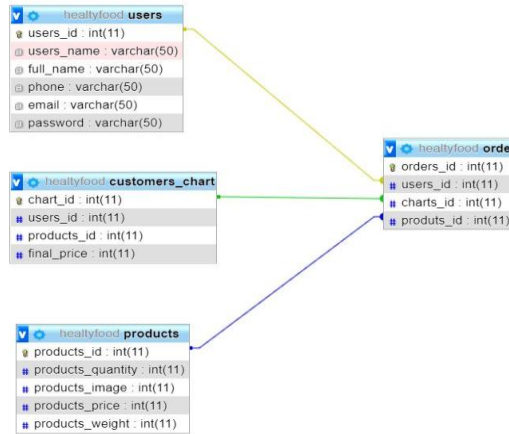 healtyfood users
users_id : int(11)
users_name : varchar(50)
full_name : varchar(50)
phone : varchar(50)
email : varchar(50)
password : varchar(50)
healtyfood customers_chart
chart_id : int(11)
users_id : int(11)
products_id : int(11)
final_price : int(11)
healtyfood products
products_id : int(11)
products_quantity : int(11)
products_image : int(11)
products_price : int(11)
products_weight : int(11)
healtyfood orde
orders_id : int(11)
users_id : int(11)
charts_id : int(11)
produts_id : int(11)